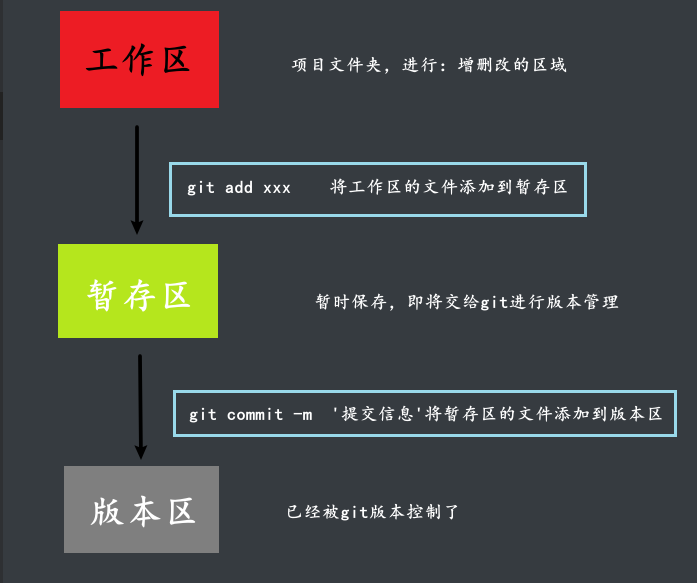 工作区
项目文件夹，进行：增删改的区域
git add xxx 将工作区的文件添加到暂存区
暂存区
暂时保存，即将交给git进行版本管理
git commit -m '提交信息'将暂存区的文件添加到版本区
版本区
已经被git版本控制了